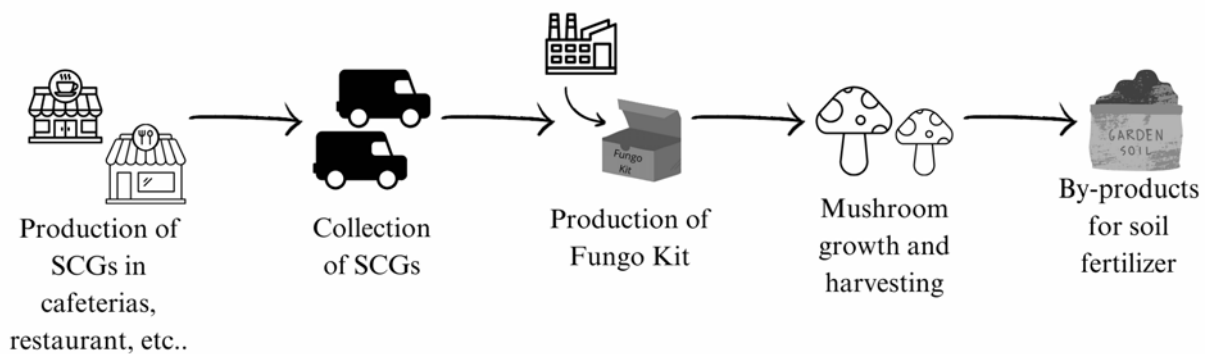 Production of
SCGs in
cafeterias,
restaurant, etc..
Collection
of SCGs
Fungo
Kit
Production of
Fungo Kit
Mushroom
growth and
harvesting
GARDEN
SOIL
By-products
for soil
fertilizer